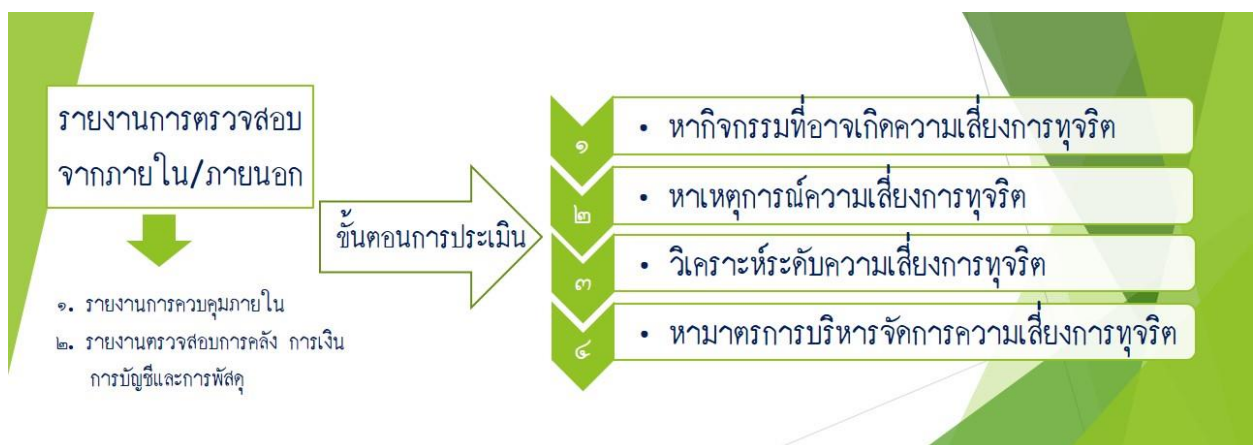 รายงานการตรวจสอบ
จากภายใน/ภายนอก
๑. รายงานการควบคุมภายใน
๒. รายงานตรวจสอบการคลัง การเงิน
การบัญชีและการพัสดุ
ขั้นตอนการประเมิน
๑
• หากิจกรรมที่อาจเกิดความเสี่ยงการทุจริต
๒
• หาเหตุการณ์ความเสี่ยงการทุจริต
๓
• วิเคราะห์ระดับความเสี่ยงการทุจริต
๔
• หามาตรการบริหารจัดการความเสี่ยงการทุจริต